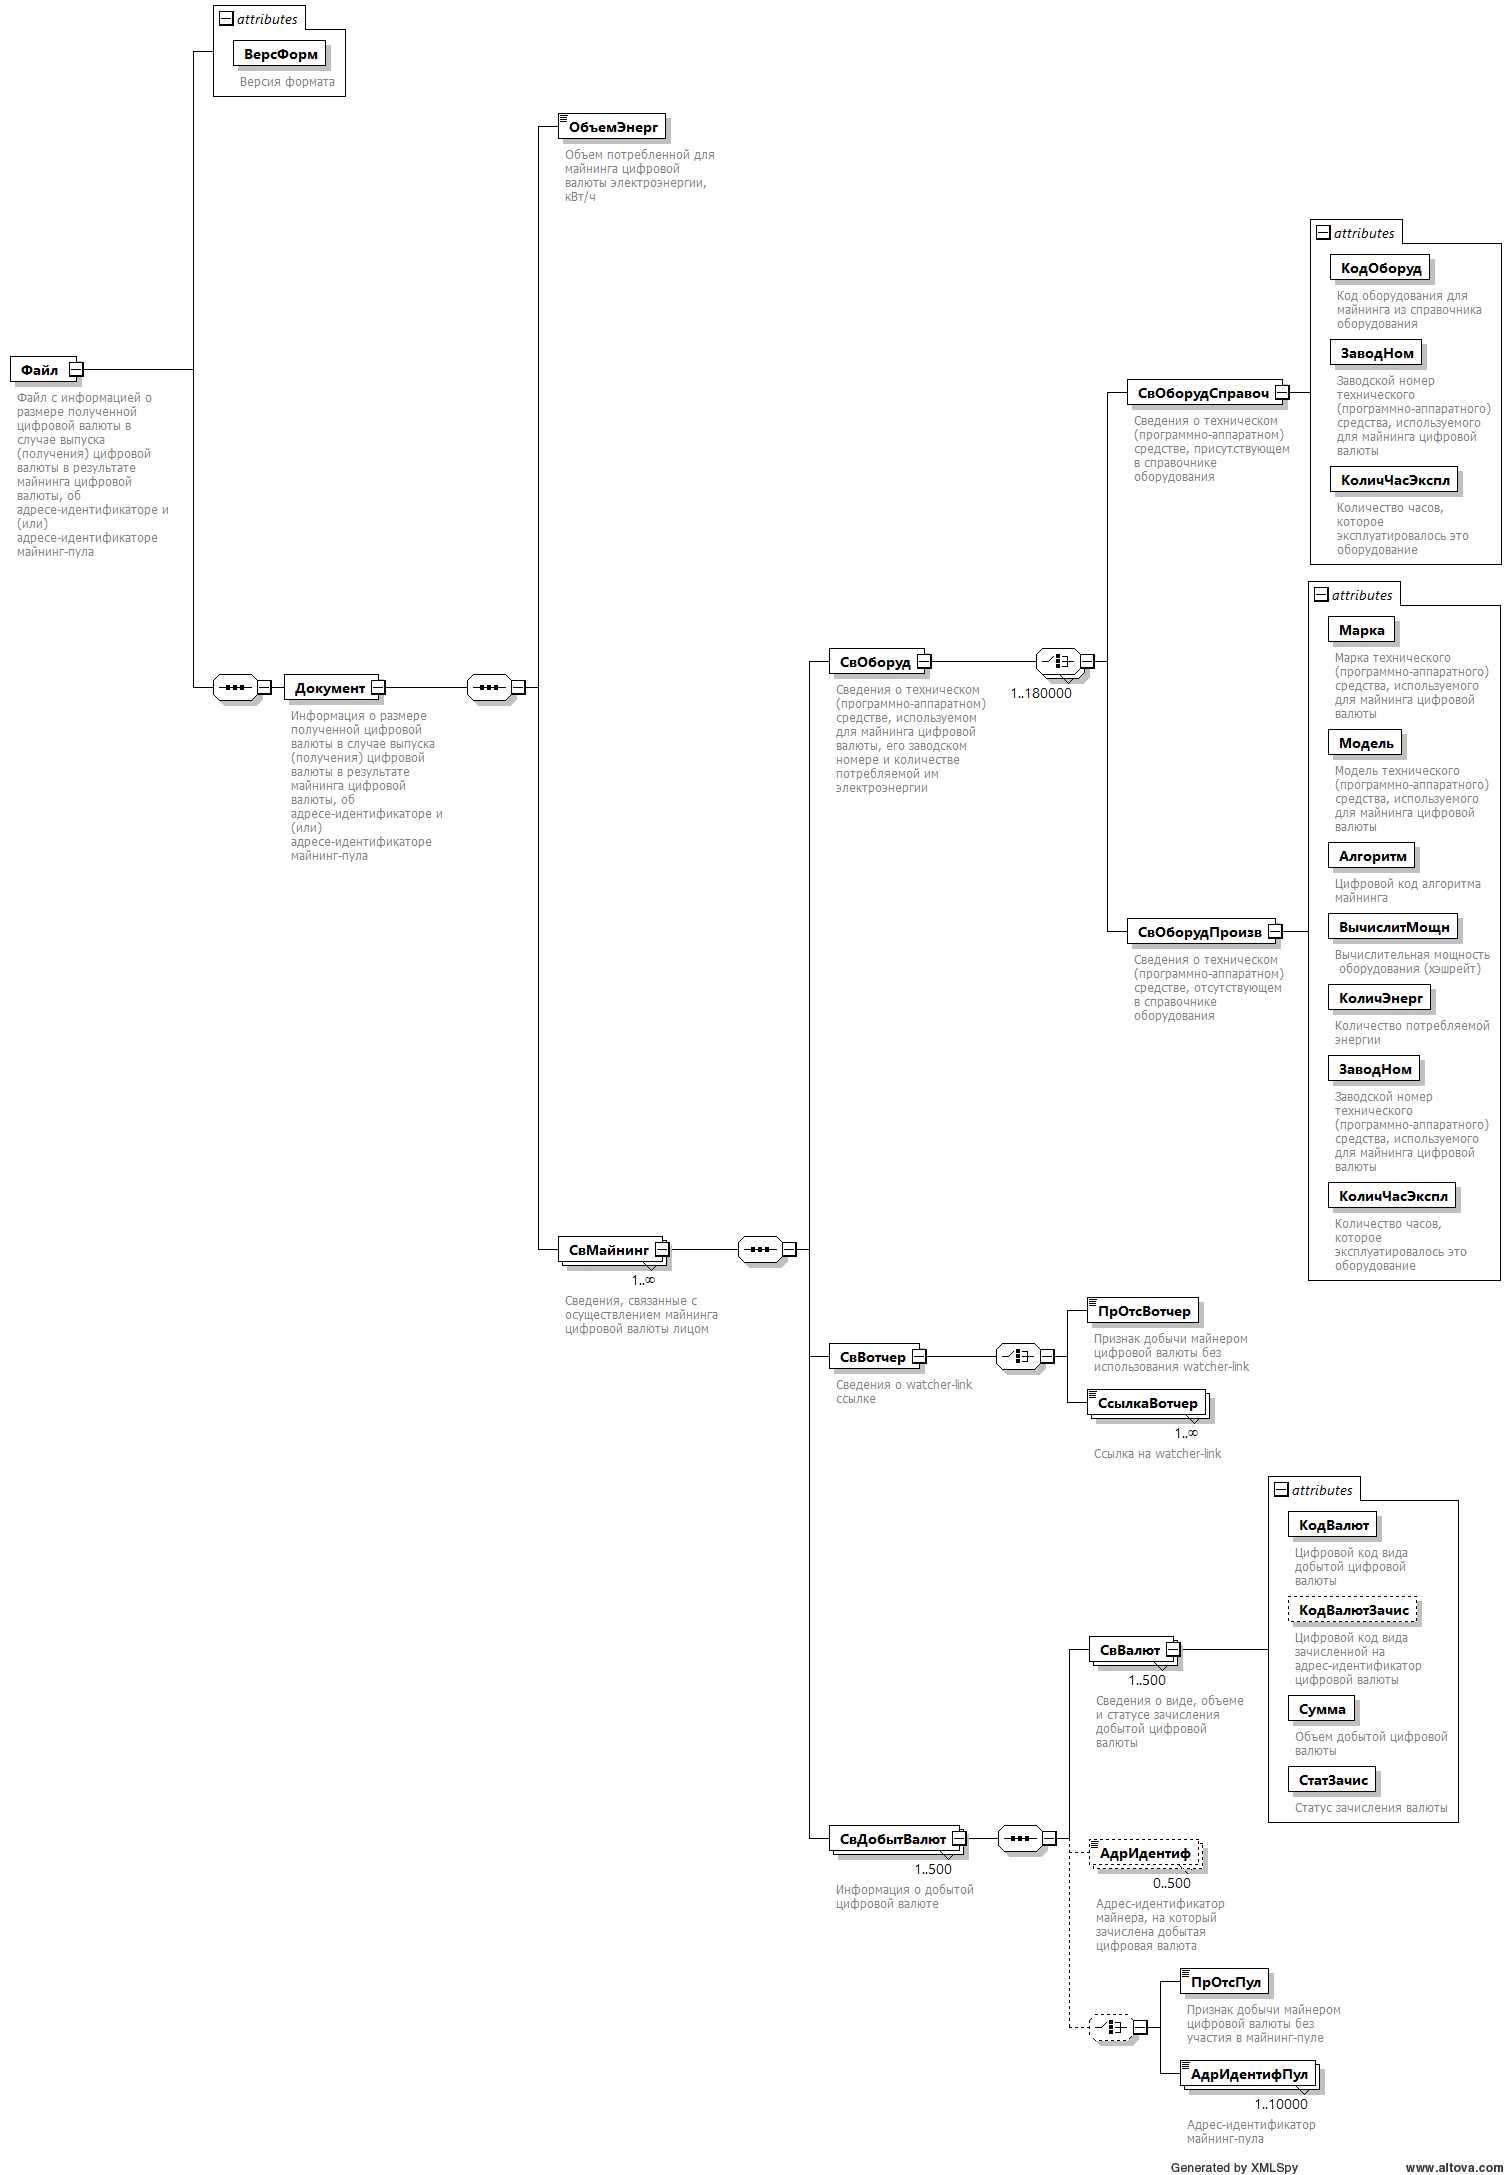 attributes
ВерсФорм
Версия формата
ОбъемЭнерг
Объем потребленной для
майнинга цифровой
валюты электроэнергии,
кВт/ч
Файл
Файл с информацией о
размере полученной
цифровой валюты в
случае выпуска
(получения) цифровой
валюты в результате
майнинга цифровой
валюты, об
адресе-идентификаторе и
(или)
адресе-идентификаторе
майнинг-пула
Документ
Информация о размере
полученной цифровой
валюты в случае выпуска
(получения) цифровой
валюты в результате
майнинга цифровой
валюты, об
адресе-идентификаторе и
(или)
адресе-идентификаторе
майнинг-пула
СвМайнинг
1..∞
Сведения, связанные с
осуществлением майнинга
цифровой валюты лицом
СвОборуд
1..180000
Сведения о техническом
(программно-аппаратном)
средстве, используемом
для майнинга цифровой
валюты, его заводском
номере и количестве
потребляемой им
электроэнергии
СвОборудСправоч
Сведения о техническом
(программно-аппаратном)
средстве, присутствующем
в справочнике
оборудования
attributes
КодОборуд
Код оборудования для
майнинга из справочника
оборудования
ЗаводНом
Заводской номер
технического
(программно-аппаратного)
средства, используемого
для майнинга цифровой
валюты
КоличЧасЭкспл
Количество часов,
которое
эксплуатировалось это
оборудование
СвОборудПроизв
Сведения о техническом
(программно-аппаратном)
средстве, отсутствующем
в справочнике
оборудования
attributes
Марка
Марка технического
(программно-аппаратного)
средства, используемого
для майнинга цифровой
валюты
Модель
Модель технического
(программно-аппаратного)
средства, используемого
для майнинга цифровой
валюты
Алгоритм
Цифровой код алгоритма
майнинга
ВычислитМощн
Вычислительная мощность
оборудования (хэшрейт)
КоличЭнерг
Количество потребляемой
энергии
ЗаводНом
Заводской номер
технического
(программно-аппаратного)
средства, используемого
для майнинга цифровой
валюты
КоличЧасЭкспл
Количество часов,
которое
эксплуатировалось это
оборудование
СвВотчер
Сведения о watcher-link
ссылке
ПрОтсВотчер
Признак добычи майнером
цифровой валюты без
использования watcher-link
СсылкаВотчер
1..∞
Ссылка на watcher-link
СвДобытВалют
1..500
Информация о добытой
цифровой валюте
СвВалют
1..500
Сведения о виде, объеме
и статусе зачисления
добытой цифровой
валюты
attributes
КодВалют
Цифровой код вида
добытой цифровой
валюты
КодВалютЗачис
Цифровой код вида
зачисленной на
адрес-идентификатор
цифровой валюты
Сумма
Объем добытой цифровой
валюты
СтатЗачис
Статус зачисления валюты
АдрИдентиф
0..500
Адрес-идентификатор
майнера, на который
зачислена добытая
цифровая валюта
ПрОтсПул
Признак добычи майнером
цифровой валюты без
участия в майнинг-пуле
АдрИдентифПул
1..10000
Адрес-идентификатор
майнинг-пула
Generated by XMLSpy
www.altova.com